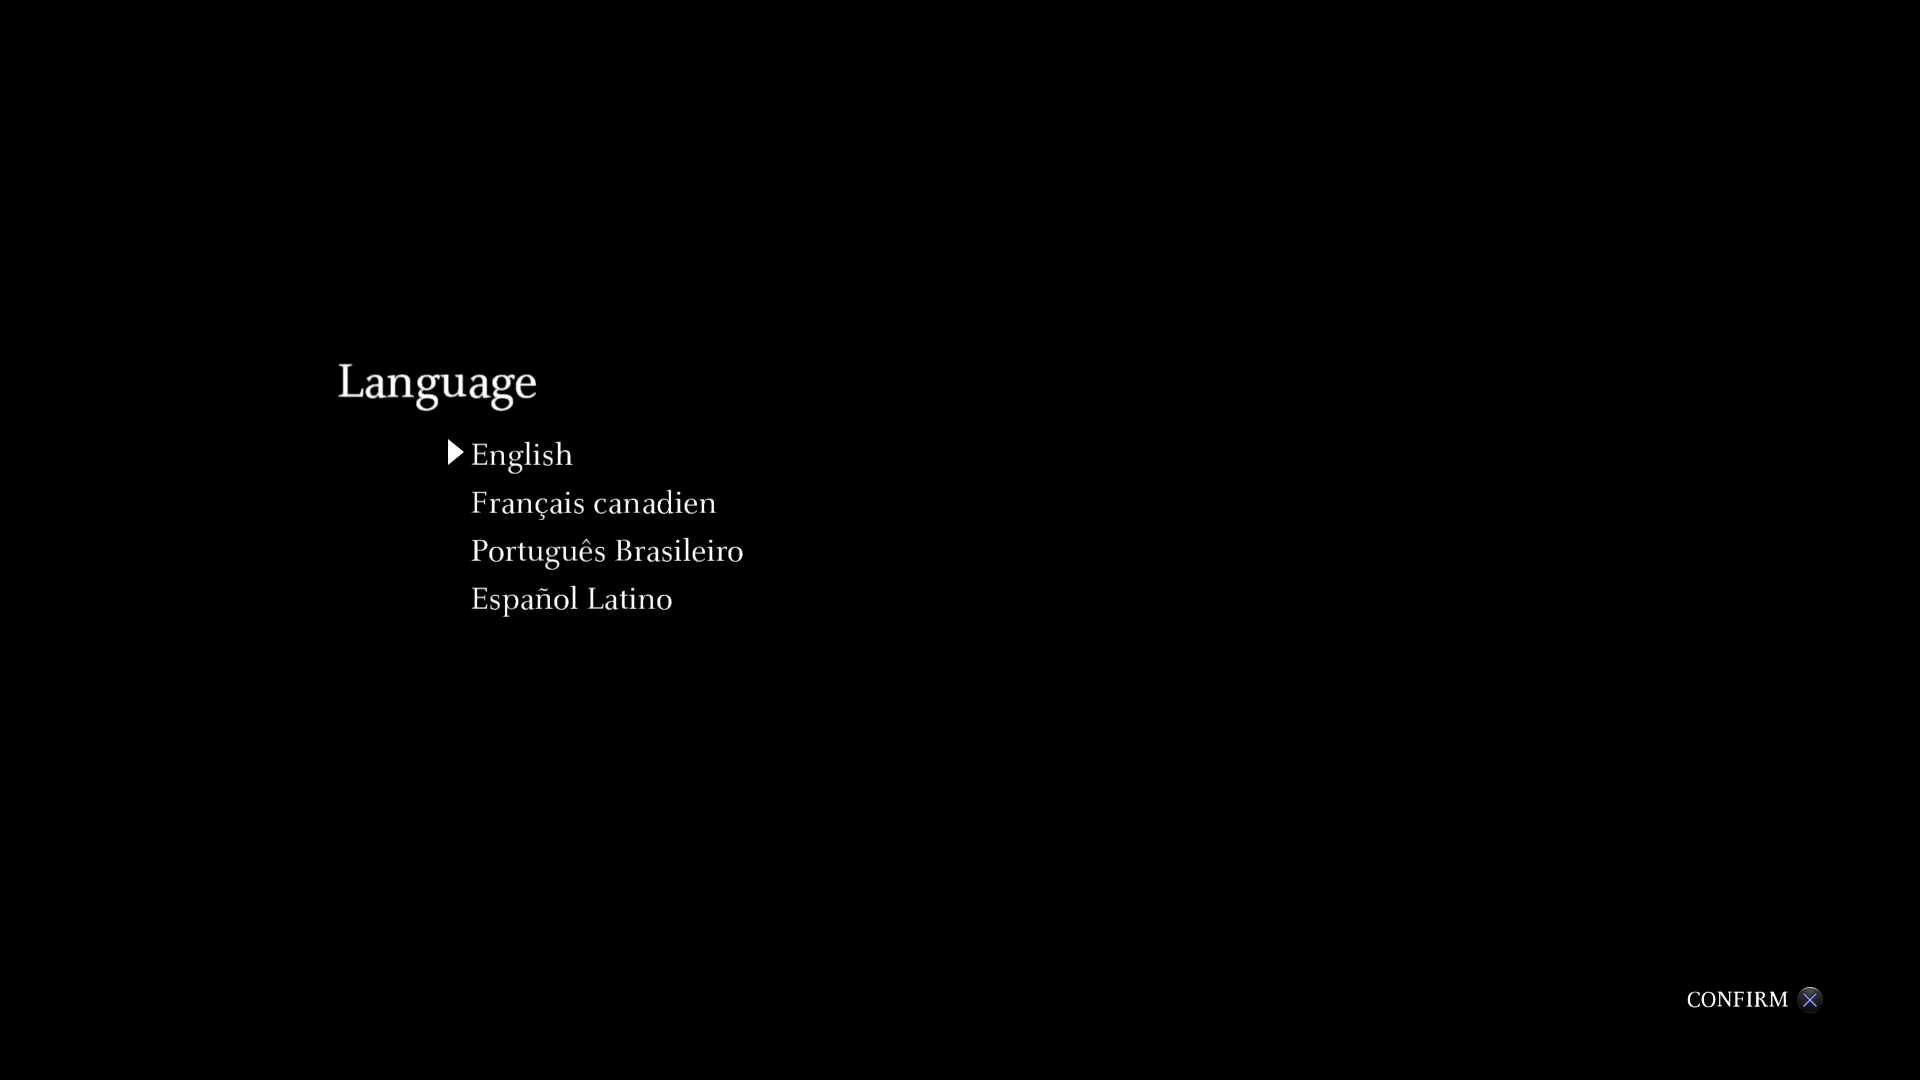 Language
English
Français canadien
Português Brasileiro
Español Latino
CONFIRM